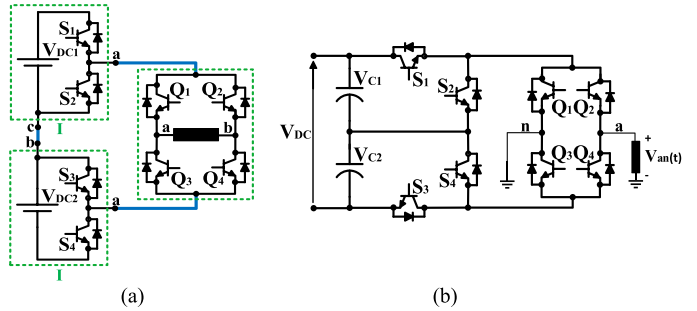 S1
VDC1
S2
a
I
c
b
S3
VDC2
S4
a
I
Q1 Q2
a b
Q3 Q4
(a)
VDC
VC1
VC2
S1
S2
S3
S4
n
Q1 Q2
Q3 Q4
a
+
Van(t)
-
(b)